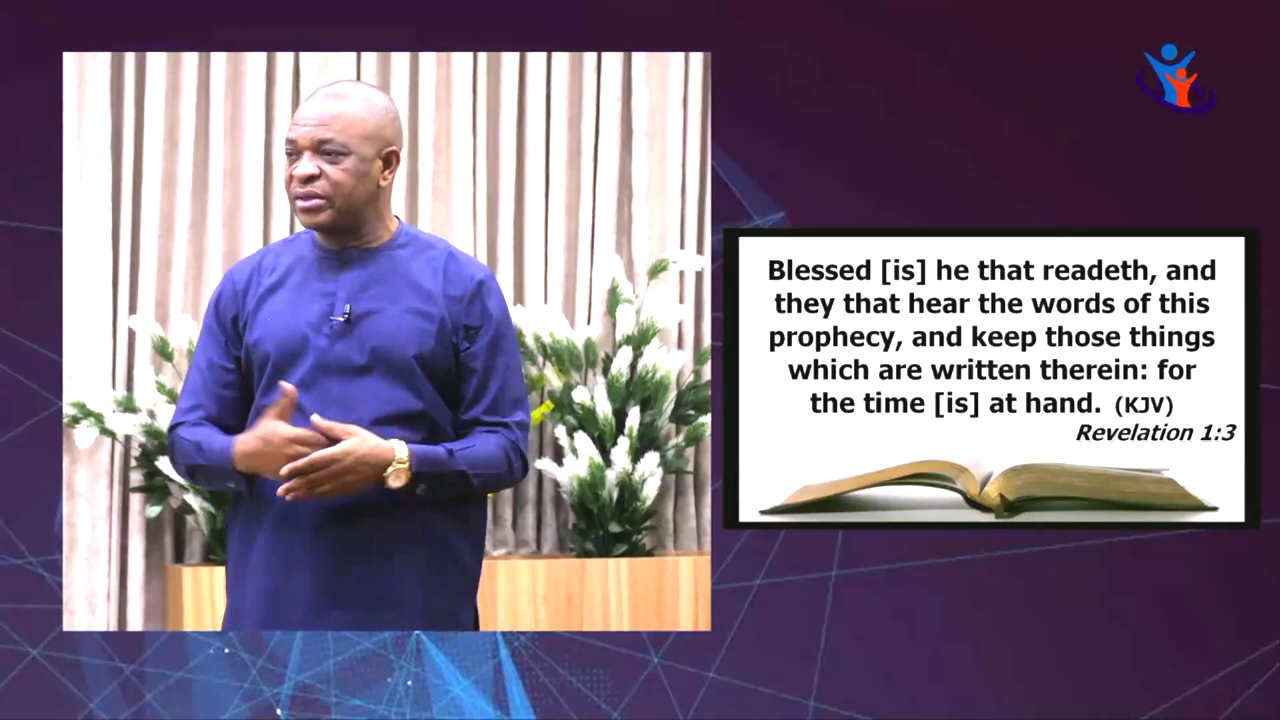 Blessed [is] he that readeth, and
they that hear the words of this
prophecy, and keep those things
which are written therein: for
the time [is] at hand. (KJV)
Revelation 1:3